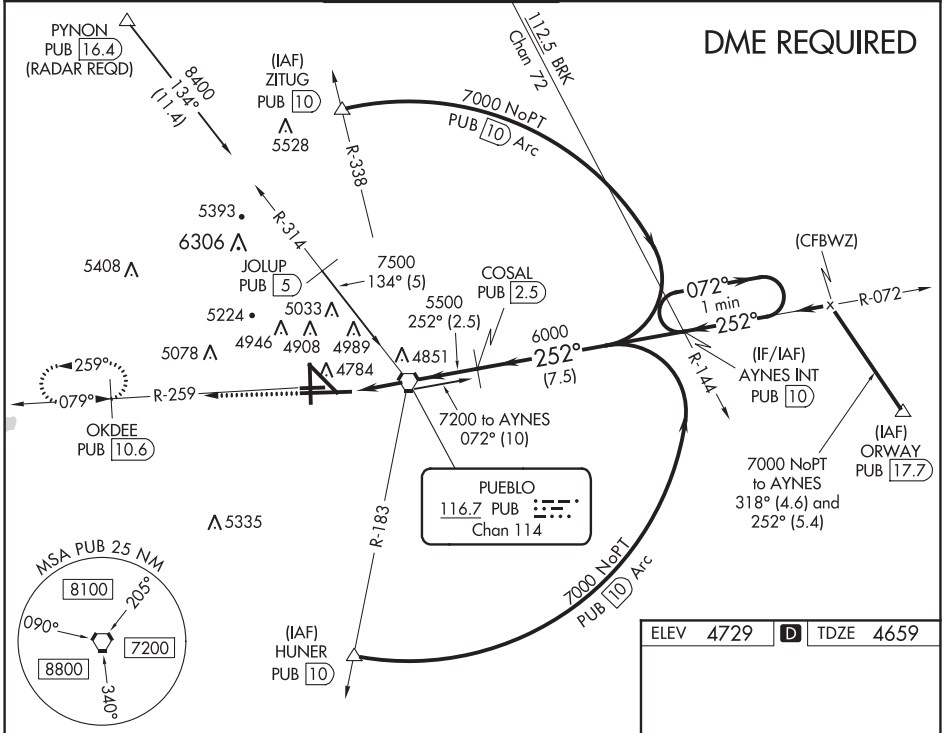 DME REQUIRED
PYNON
PUB 16.4
(RADAR REQD)
8400
134°
(11.4)
(IAF)
ZITUG
PUB 10
5528
R-338
7000 NoPT
PUB 10 Arc
112.5 BRK
Chan 72
5393
6306
5408
R-314
JOLUP
PUB 5
7500
134° (5)
5224
5033
4946
4908
4989
5078
4784
4851
COSAL
PUB 2.5
5500
252° (2.5)
6000
252°
(7.5)
072°
1 min
252°
(CFBWZ)
R-072
R-144
(IF/IAF)
AYNES INT
PUB 10
(IAF)
ORWAY
PUB 17.7
7000 NoPT
to AYNES
318° (4.6) and
252° (5.4)
259°
079°
R-259
OKDEE
PUB 10.6
7200 to AYNES
072° (10)
PUEBLO
116.7 PUB
Chan 114
R-183
5335
7000 NoPT
PUB 10 Arc
(IAF)
HUNER
PUB 10
MSA PUB 25 NM
8100
205°
090°
7200
8800
340°
ELEV 4729 D TDZE 4659